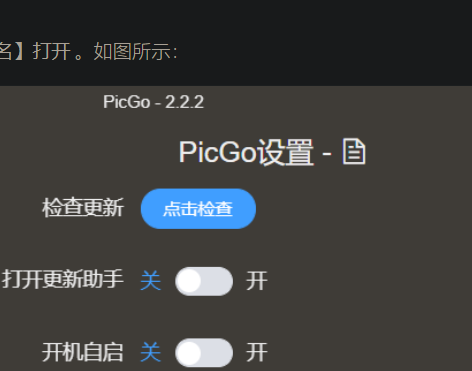 名】打开。如图所示：
PicGo - 2.2.2
PicGo设置 -
检查更新 点击检查
打开更新助手 关 开
开机自启 关 开